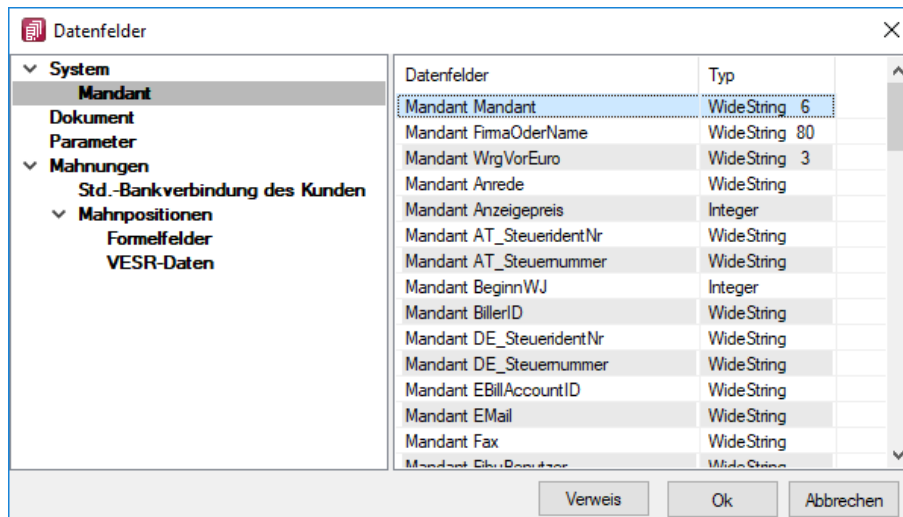 Datenfelder
System
Mandant
Dokument
Parameter
Mahnungen
Std.-Bankverbindung des Kunden
Mahnpositionen
Formelfelder
VESR-Daten
Datenfelder Typ
Mandant Mandant WideString 6
Mandant FirmaOderName WideString 80
Mandant WrgVorEuro WideString 3
Mandant Anrede WideString
Mandant Anzeigepreis Integer
Mandant AT_SteueridentNr WideString
Mandant AT_Steuernummer WideString
Mandant BeginnWJ Integer
Mandant BillerID WideString
Mandant DE_SteueridentNr WideString
Mandant DE_Steuernummer WideString
Mandant EBillAccountID WideString
Mandant EMail WideString
Mandant Fax WideString
Mandant FibuBenutzer WideString
Verweis Ok Abbrechen